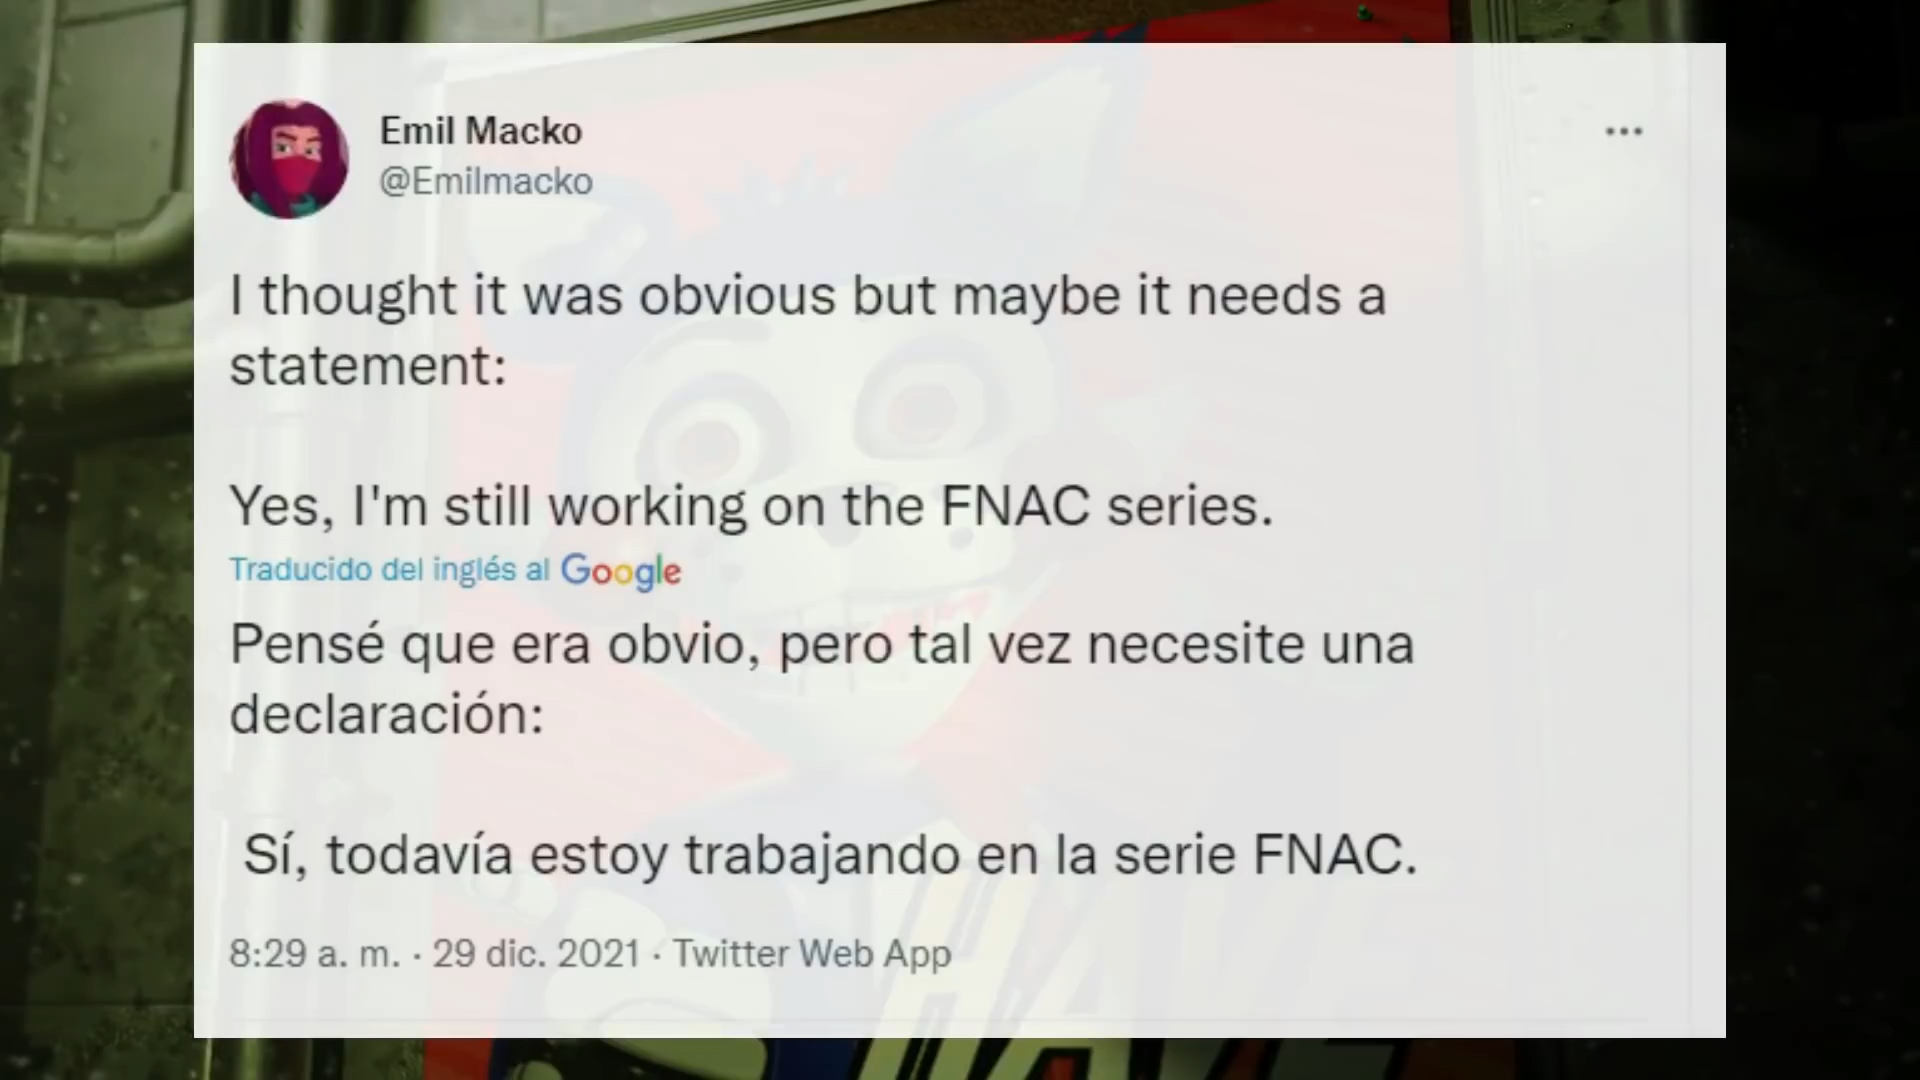 Emil Macko
@Emilmacko
I thought it was obvious but maybe it needs a
statement:
Yes, I'm still working on the FNAC series.
Traducido del inglés al Google
Pensé que era obvio, pero tal vez necesite una
declaración:
Sí, todavía estoy trabajando en la serie FNAC.
8:29 a. m. · 29 dic. 2021 · Twitter Web App
HAVE